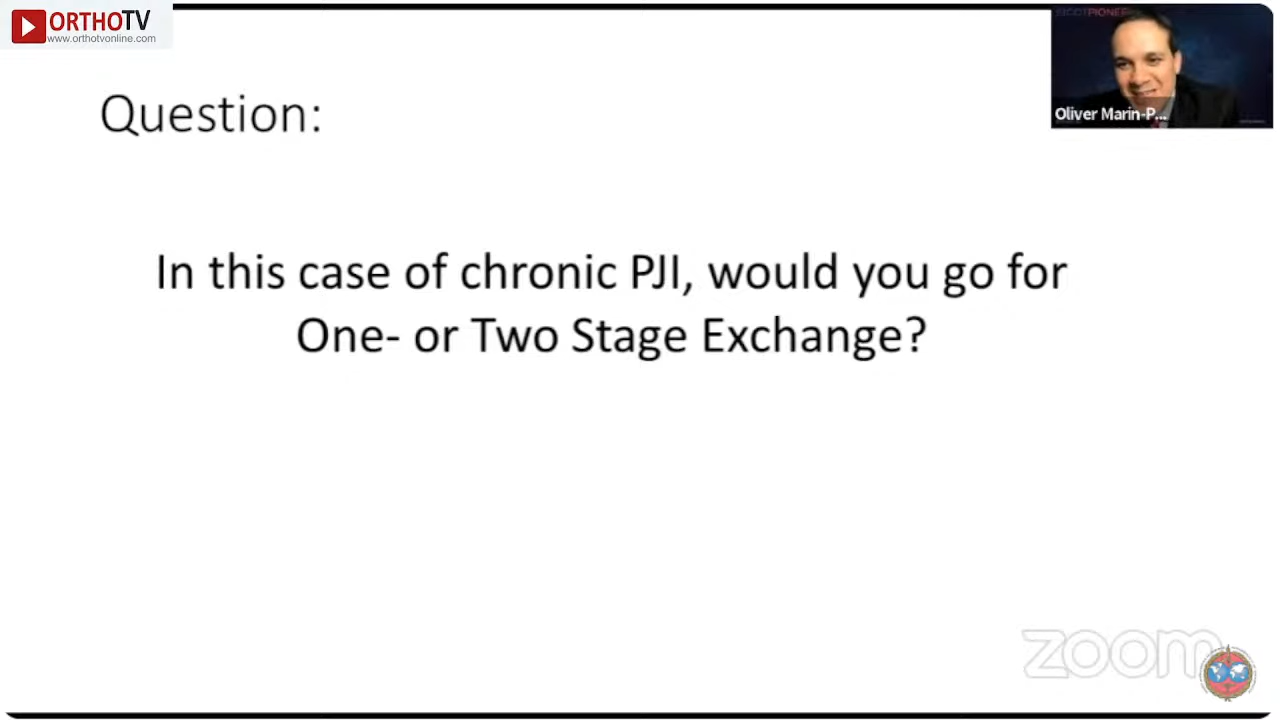 ORTHOTV
www.orthotvonline.com
Oliver Marin-P...
Question:
In this case of chronic PJI, would you go for
One- or Two Stage Exchange?
zoom